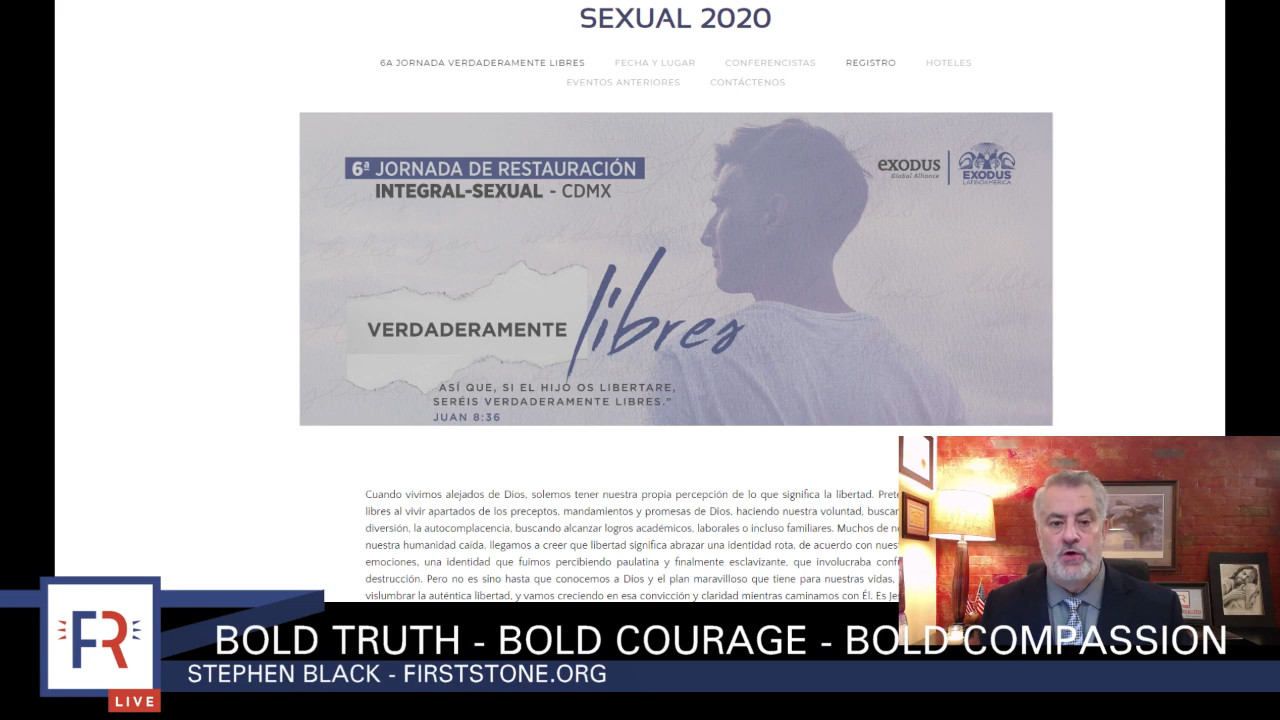 SEXUAL 2020
6A JORNADA VERDADERAMENTE LIBRES FECHA Y LUGAR CONFERENCISTAS REGISTRO HOTELES
EVENTOS ANTERIORES CONTÁCTENOS
6ª JORNADA DE RESTAURACIÓN
INTEGRAL-SEXUAL - CDMX
exodus
Global Alliance
EXODUS
LATINOAMERICA
VERDADERAMENTE libres
ASÍ QUE, SI EL HIJO OS LIBERTARE,
SERÉIS VERDADERAMENTE LIBRES."
JUAN 8:36
Cuando vivimos alejados de Dios, solemos tener nuestra propia percepción de lo que significa la libertad.
libres al vivir apartados de los preceptos, mandamientos y promesas de Dios, haciendo nuestra voluntad,
diversión, la autocomplacencia, buscando alcanzar logros académicos, laborales o incluso familiares. Muchos de
nuestra humanidad caída, llegamos a creer que libertad significa abrazar una identidad rota, de acuerdo con
emociones, una identidad que fuimos percibiendo paulatina y finalmente esclavizante, que involucraba
destrucción. Pero no es sino hasta que conocemos a Dios y el plan maravilloso que tiene para nuestras vidas,
vislumbrar la auténtica libertad, y vamos creciendo en esa convicción y claridad mientras caminamos con Él. Es
FR
LIVE
BOLD TRUTH - BOLD COURAGE - BOLD COMPASSION
STEPHEN BLACK - FIRSTSTONE.ORG